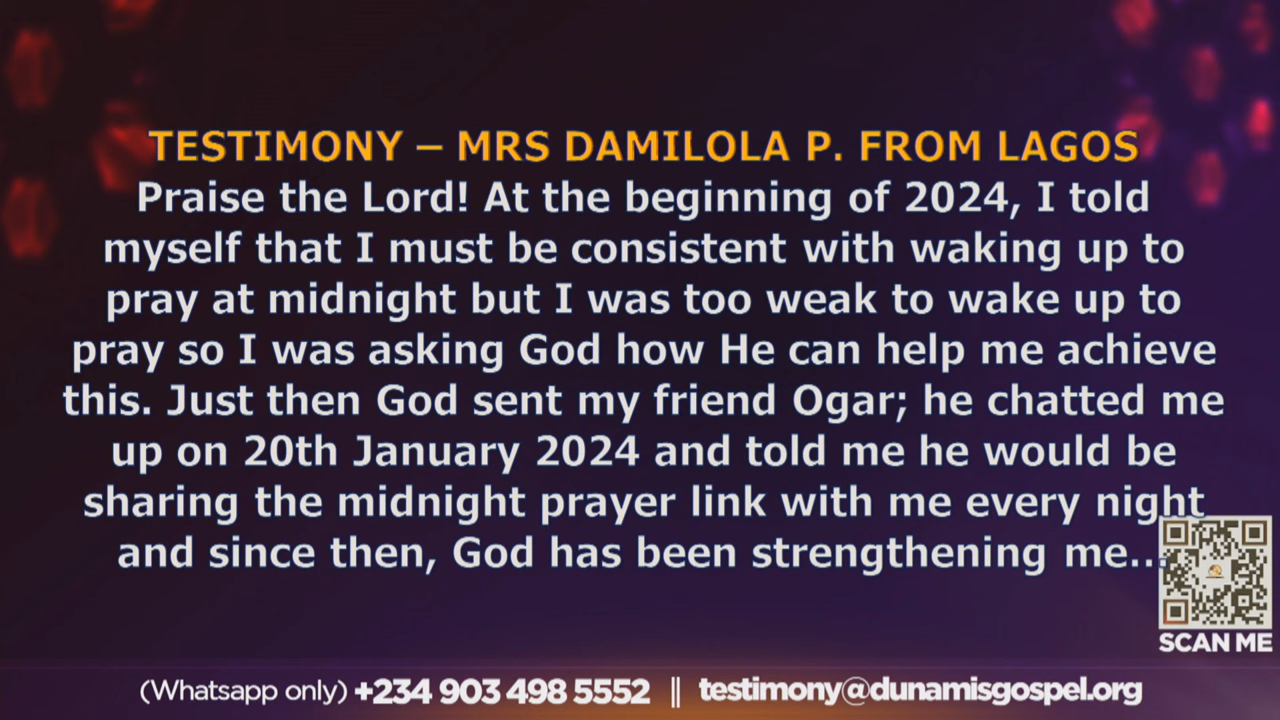 TESTIMONY – MRS DAMILOLA P. FROM LAGOS
Praise the Lord! At the beginning of 2024, I told
myself that I must be consistent with waking up to
pray at midnight but I was too weak to wake up to
pray so I was asking God how He can help me achieve
this. Just then God sent my friend Ogar; he chatted me
up on 20th January 2024 and told me he would be
sharing the midnight prayer link with me every night
and since then, God has been strengthening me...
SCAN ME
(Whatsapp only) +234 903 498 5552 || testimony@dunamisgospel.org